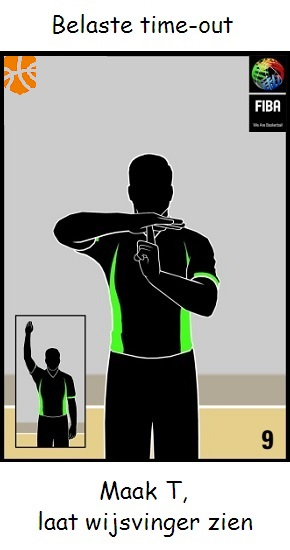 Belaste time-out
FIBA
We Are Basketball
9
Maak T,
laat wijsvinger zien